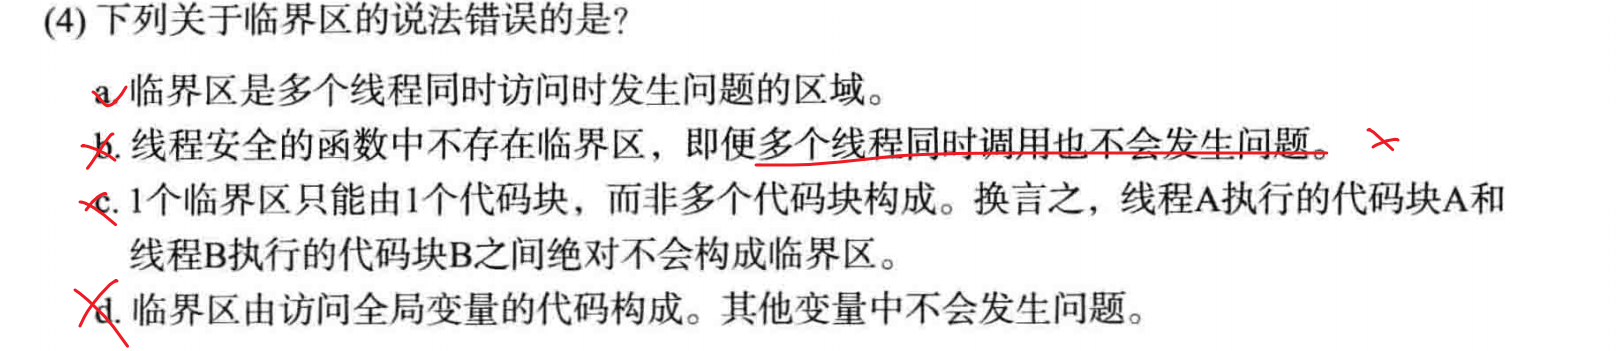 (4) 下列关于临界区的说法错误的是?
a. 临界区是多个线程同时访问时发生问题的区域。
b. 线程安全的函数中不存在临界区，即便多个线程同时调用也不会发生问题。
c. 1个临界区只能由1个代码块，而非多个代码块构成。换言之，线程A执行的代码块A和
线程B执行的代码块B之间绝对不会构成临界区。
d. 临界区由访问全局变量的代码构成。其他变量中不会发生问题。